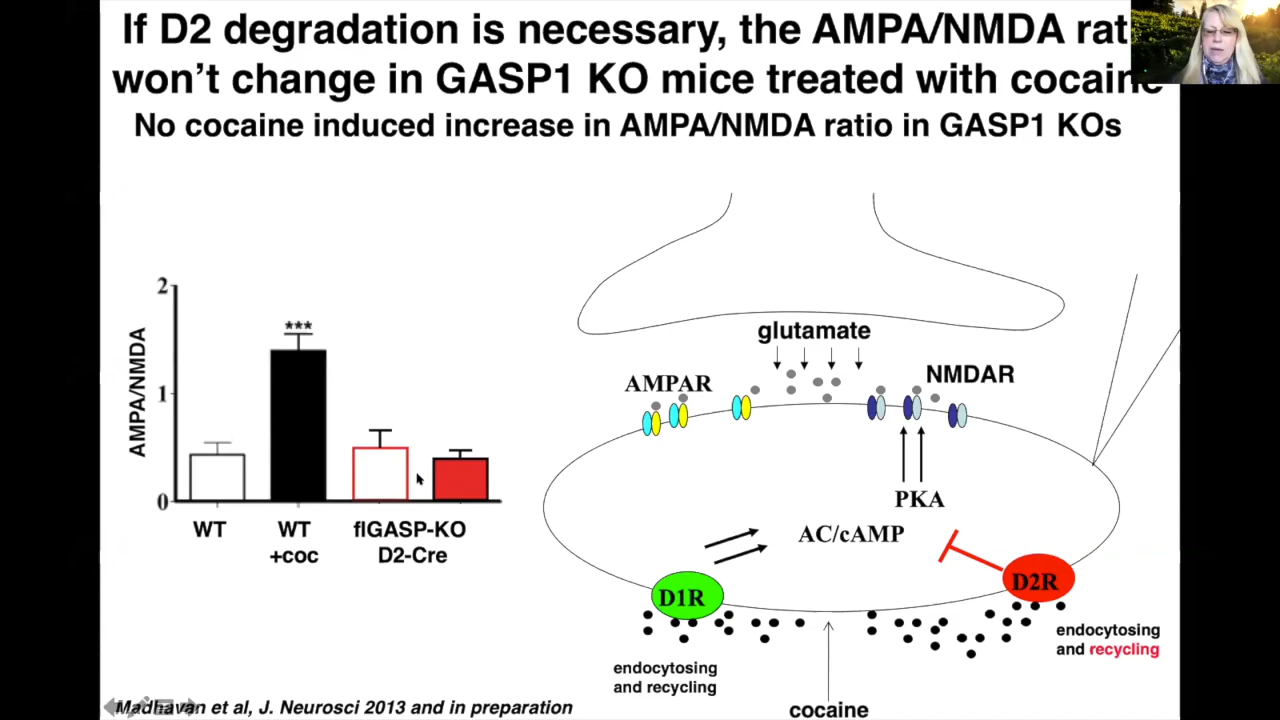 If D2 degradation is necessary, the AMPA/NMDA rat
won't change in GASP1 KO mice treated with cocaine
No cocaine induced increase in AMPA/NMDA ratio in GASP1 KOs
2
1
0
AMPA/NMDA
***
WT
WT
+coc
flGASP-KO
D2-Cre
glutamate
AMPAR
NMDAR
PKA
AC/cAMP
D1R
D2R
endocytosing
and recycling
endocytosing
and recycling
cocaine
Madhavan et al, J. Neurosci 2013 and in preparation